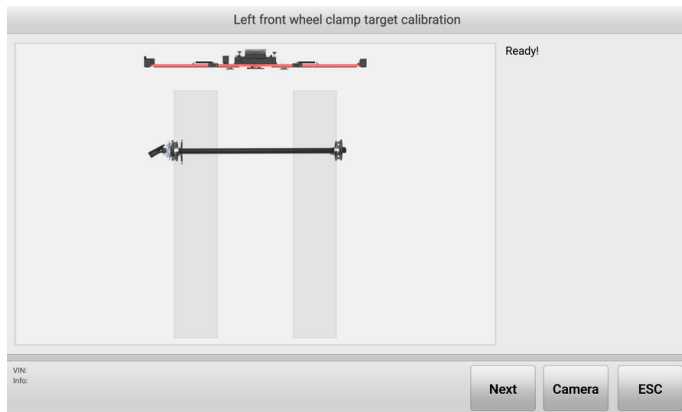 Left front wheel clamp target calibration
Ready!
VIN:
Info:
Next
Camera
ESC